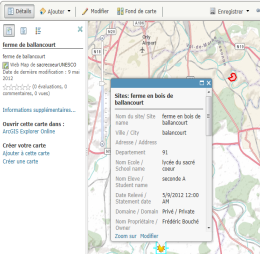 Détails
Ajouter
Modifier
Fond de carte
Enregistrer
ferme de ballancourt
ferme de ballancourt
Web Map de sacrecoeurUNESCO
Date de dernière modification : 9 mai 2012
(0 évaluations, 0 commentaires, 0 vues)
Informations supplémentaires...
Ouvrir cette carte dans :
ArcGIS Explorer Online
Créer votre carte
Ajouter à cette carte
Créer une carte
Orly Airport
Sites: ferme en bois de ballancourt
Nom du site/ Site name ferme en bois de ballancourt
Ville / City balancourt
Adresse / Address
Departement 91
Nom Ecole / School name lycée du sacré coeur
Nom Eleve / Student name seconde A
Date Relevé / Statement date 5/9/2012 12:00 AM
Domaine / Domain Privé / Private
Nom Propriétaire / Owner Frédéric Bouché
Zoom sur Modifier